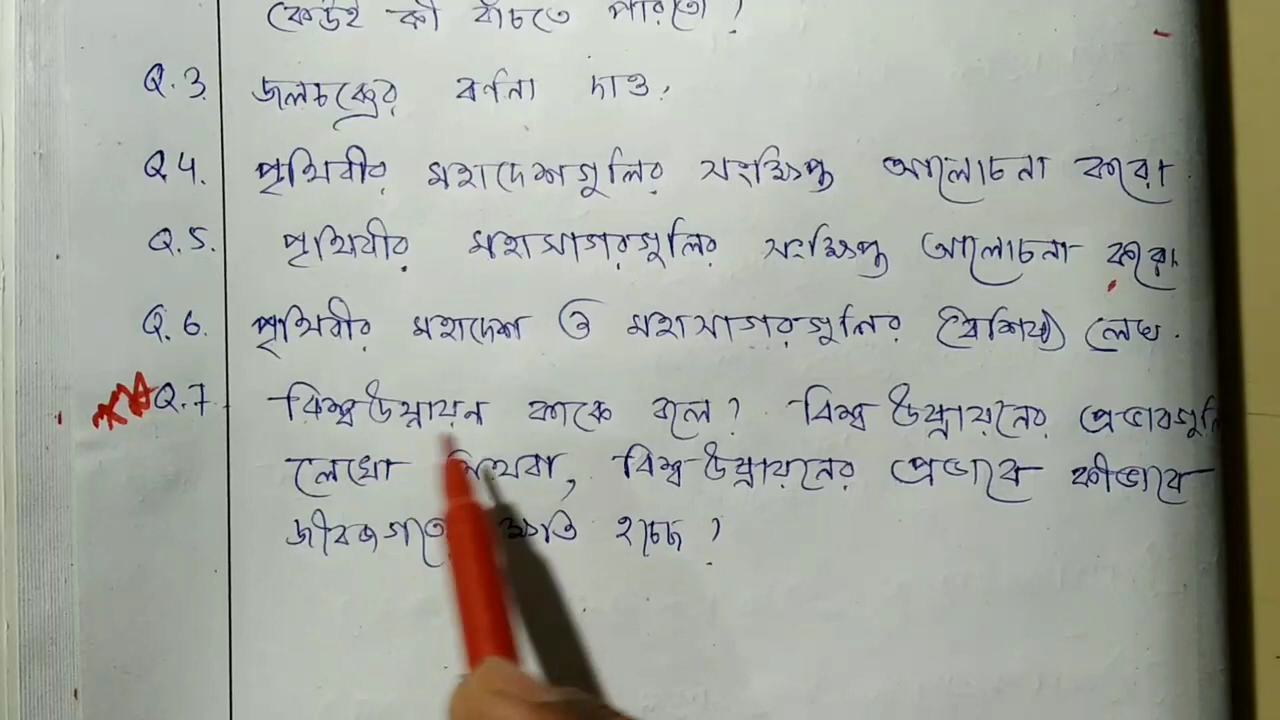 কেউই কী বাঁচতে পারতো?
Q.3. জলচক্রের বর্ণনা দাও।
Q4. পৃথিবীর মহাদেশগুলির সংক্ষিপ্ত আলোচনা করো
Q.5. পৃথিবীর মহাসাগরগুলির সংক্ষিপ্ত আলোচনা করো
Q.6. পৃথিবীর মহাদেশ ও মহাসাগরগুলির বৈশিষ্ট্য লেখ.
Q.7 বিশ্ব উষ্ণায়ন কাকে বলে? বিশ্ব উষ্ণায়নের প্রভাবগুলি
লেখো অথবা, বিশ্ব উষ্ণায়নের প্রভাবে কীভাবে
জীবজগতে ক্ষতি হচ্ছে?